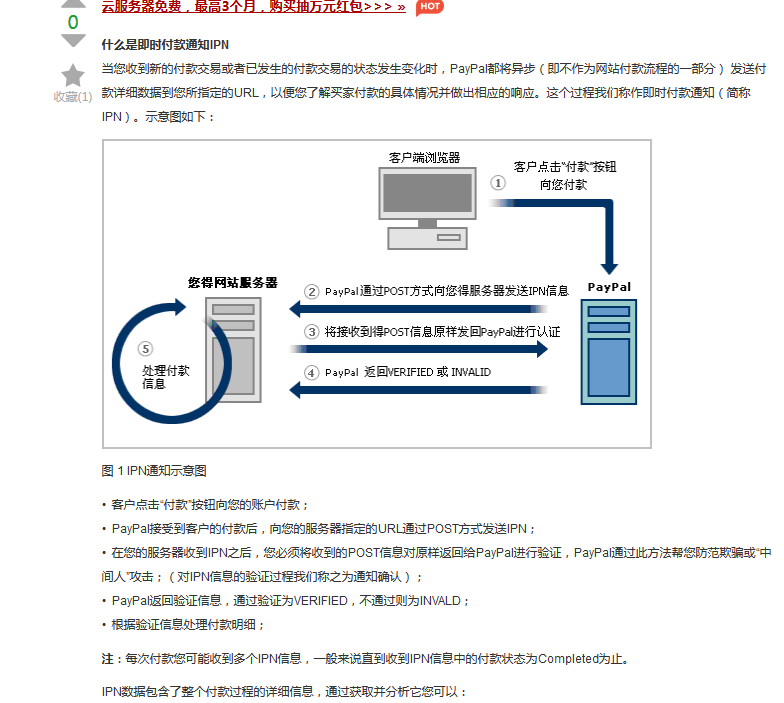 云服务器免费，最高3个月，购买抽万元红包>>> »
HOT
0
收藏(1)
什么是即时付款通知IPN
当您收到新的付款交易或者已发生的付款交易的状态发生变化时，PayPal都将异步（即不作为网站付款流程的一部分） 发送付
款详细数据到您所指定的URL，以便您了解买家付款的具体情况并做出相应的响应。这个过程我们称作即时付款通知（简称
IPN）。示意图如下：
客户端浏览器
① 客户点击“付款”按钮
向您付款
您得网站服务器
PayPal
② PayPal通过POST方式向您得服务器发送IPN信息
③ 将接收到得POST信息原样发回PayPal进行认证
④ PayPal 返回VERIFIED 或 INVALID
⑤
处理付款
信息
图 1 IPN通知示意图
• 客户点击“付款”按钮向您的账户付款；
• PayPal接受到客户的付款后，向您的服务器指定的URL通过POST方式发送IPN；
• 在您的服务器收到IPN之后，您必须将收到的POST信息对原样返回给PayPal进行验证，PayPal通过此方法帮您防范欺骗或“中
间人”攻击；（对IPN信息的验证过程我们称之为通知确认）；
• PayPal返回验证信息，通过验证为VERIFIED，不通过则为INVALD；
• 根据验证信息处理付款明细；
注：每次付款您可能收到多个IPN信息，一般来说直到收到IPN信息中的付款状态为Completed为止。
IPN数据包含了整个付款过程的详细信息，通过获取并分析它您可以：